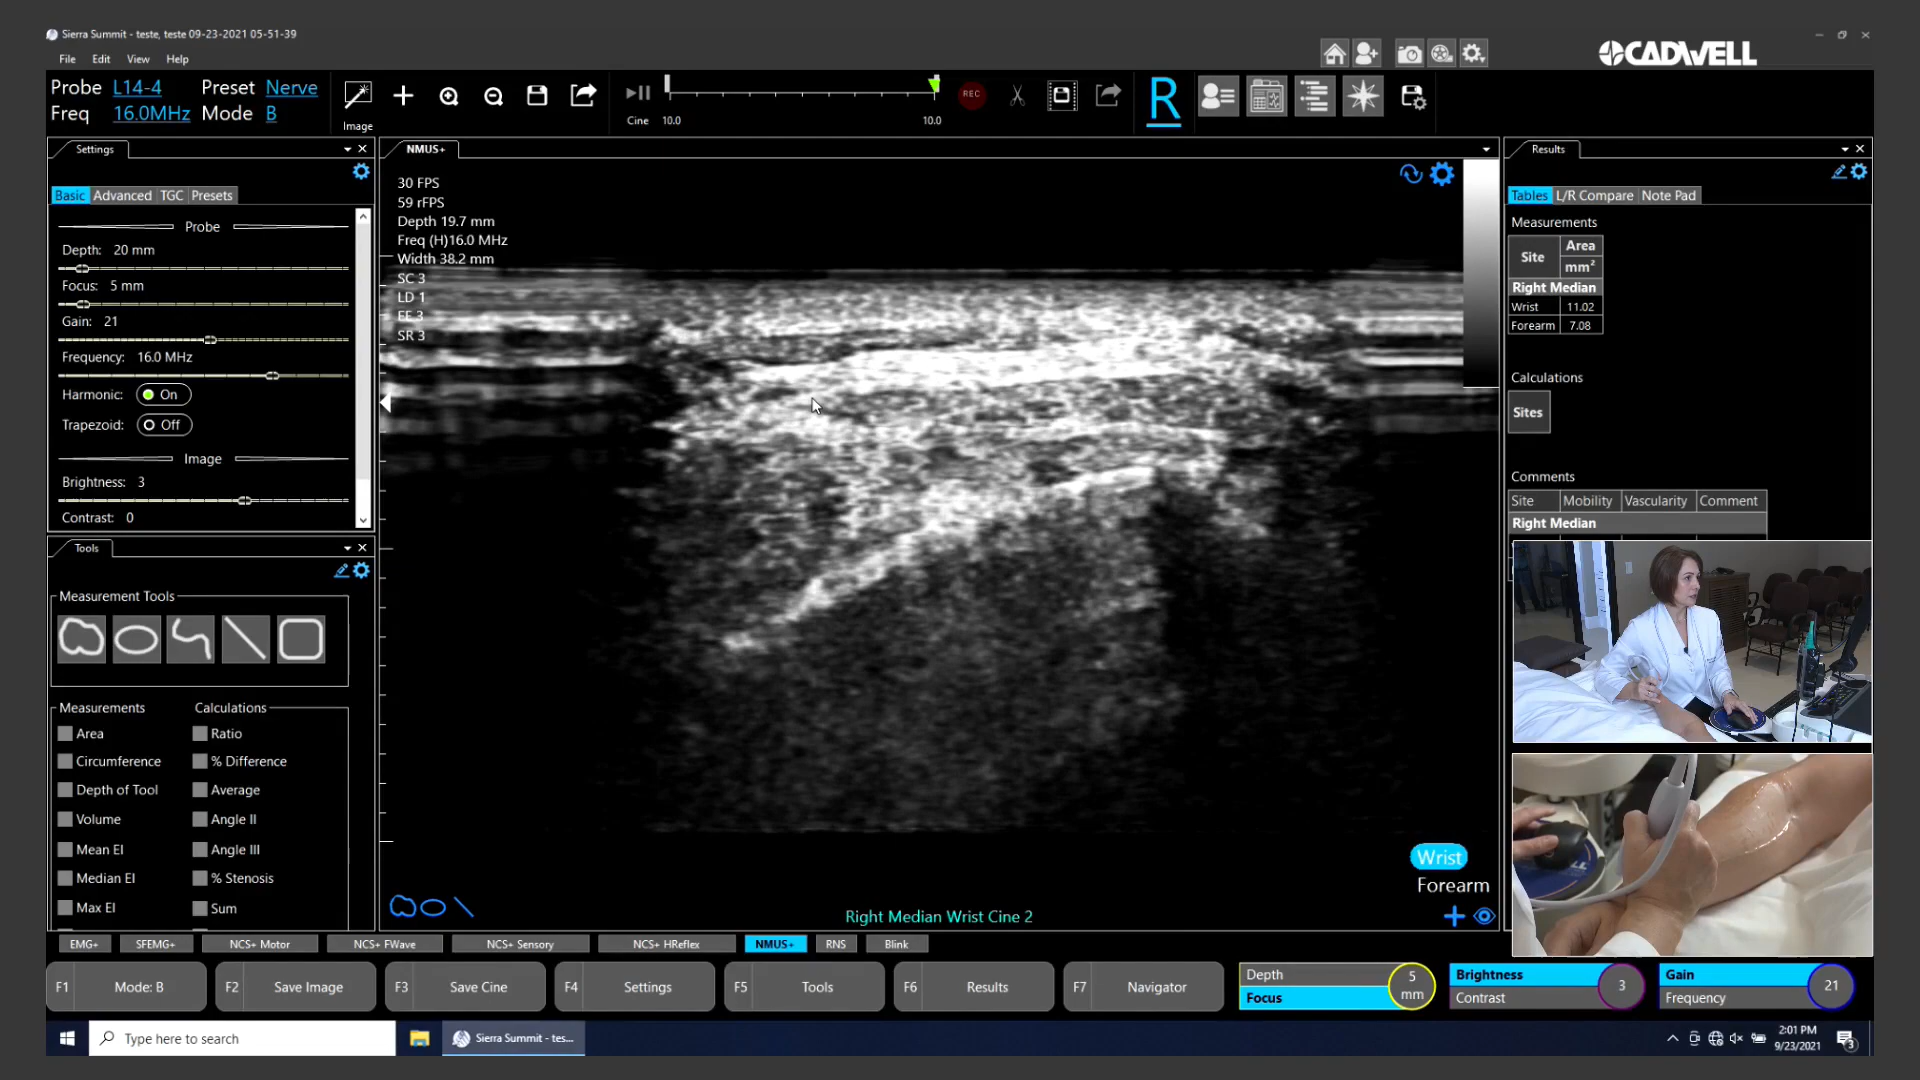 Sierra Summit - teste, teste 09-23-2021 05-51-39
File Edit View Help
CADWELL
Probe L14-4 Preset Nerve
Freq 16.0MHz Mode B
Image
Cine 10.0 10.0
REC
R
Settings
NMUS+
Results
Basic Advanced TGC Presets
Probe
Depth: 20 mm
Focus: 5 mm
Gain: 21
Frequency: 16.0 MHz
Harmonic: On
Trapezoid: Off
Image
Brightness: 3
Contrast: 0
Tools
Measurement Tools
Measurements Calculations
Area Ratio
Circumference % Difference
Depth of Tool Average
Volume Angle II
Mean EI Angle III
Median EI % Stenosis
Max EI Sum
30 FPS
59 rFPS
Depth 19.7 mm
Freq (H)16.0 MHz
Width 38.2 mm
SC 3
LD 1
EE 3
SR 3
Wrist
Forearm
Right Median Wrist Cine 2
Tables L/R Compare Note Pad
Measurements
Site Area
mm²
Right Median
Wrist 11.02
Forearm 7.08
Calculations
Sites
Comments
Site Mobility Vascularity Comment
Right Median
EMG+ SFEMG+ NCS+ Motor NCS+ FWave NCS+ Sensory NCS+ HReflex NMUS+ RNS Blink
F1 Mode: B F2 Save Image F3 Save Cine F4 Settings F5 Tools F6 Results F7 Navigator
Depth
Focus
5
mm
Brightness
Contrast
3
Gain
Frequency
21
Type here to search
Sierra Summit - tes...
2:01 PM
9/23/2021
3